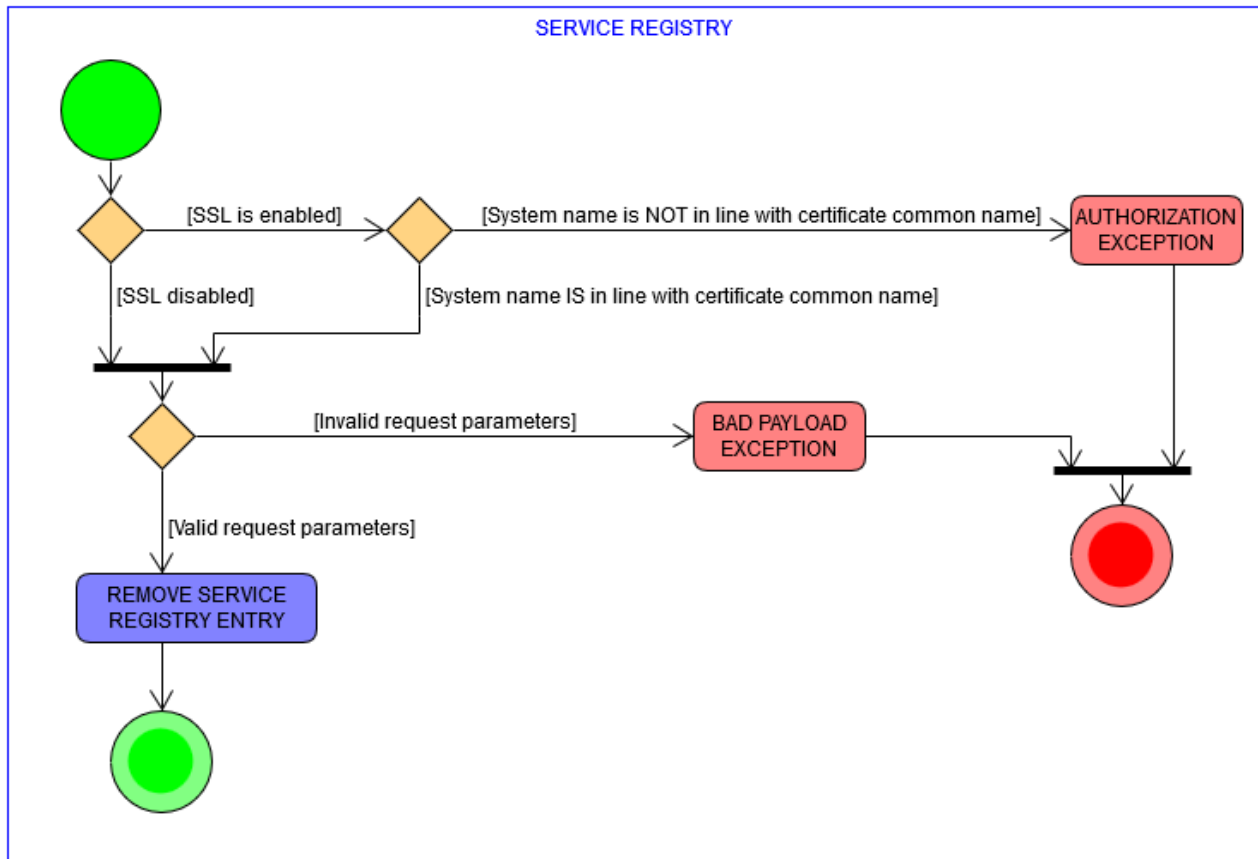 SERVICE REGISTRY
[SSL is enabled]
[System name is NOT in line with certificate common name]
AUTHORIZATION
EXCEPTION
[SSL disabled]
[System name IS in line with certificate common name]
[Invalid request parameters]
BAD PAYLOAD
EXCEPTION
[Valid request parameters]
REMOVE SERVICE
REGISTRY ENTRY